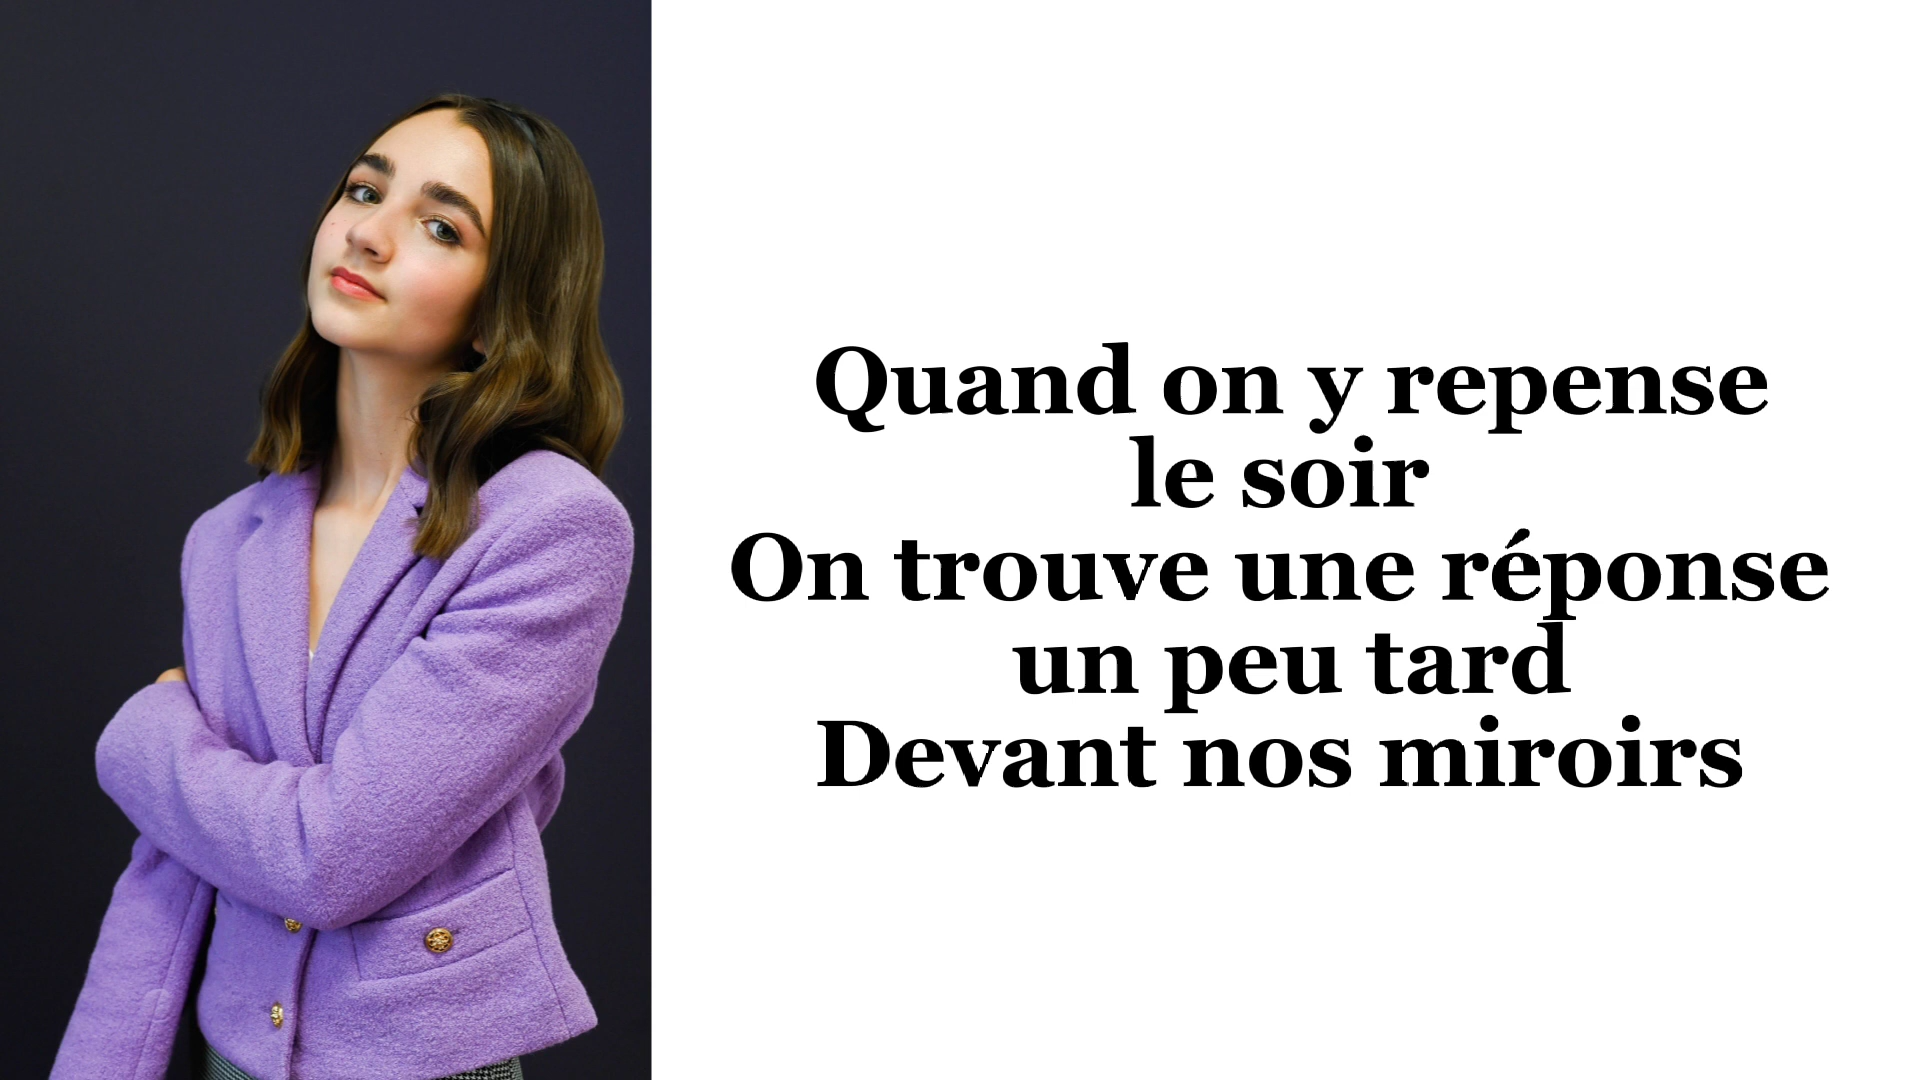 Quand on y repense
le soir
On trouve une réponse
un peu tard
Devant nos miroirs